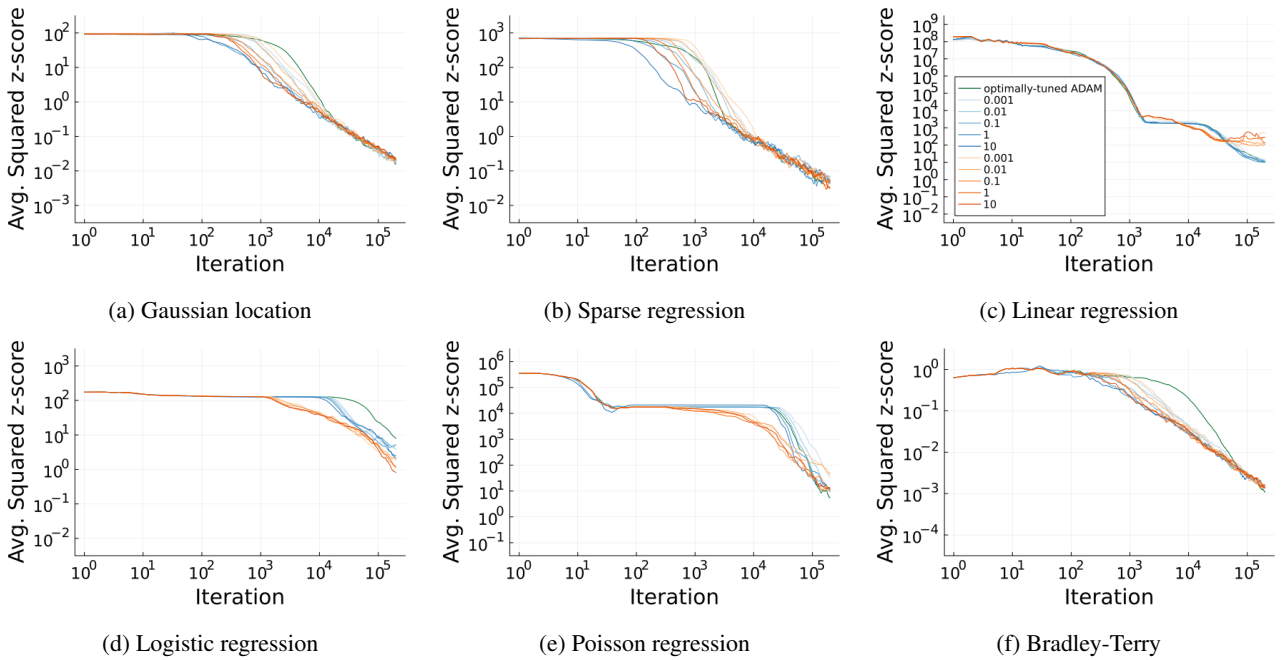 Avg. Squared z-score
10^2
10^1
10^0
10^-1
10^-2
10^-3
10^0 10^1 10^2 10^3 10^4 10^5
Iteration
(a) Gaussian location
Avg. Squared z-score
10^3
10^2
10^1
10^0
10^-1
10^-2
10^0 10^1 10^2 10^3 10^4 10^5
Iteration
(b) Sparse regression
Avg. Squared z-score
10^9
10^8
10^7
10^6
10^5
10^4
10^3
10^2
10^1
10^0
10^-1
10^-2
optimally-tuned ADAM
0.001
0.01
0.1
1
10
0.001
0.01
0.1
1
10
10^0 10^1 10^2 10^3 10^4 10^5
Iteration
(c) Linear regression
Avg. Squared z-score
10^3
10^2
10^1
10^0
10^-1
10^-2
10^0 10^1 10^2 10^3 10^4 10^5
Iteration
(d) Logistic regression
Avg. Squared z-score
10^6
10^5
10^4
10^3
10^2
10^1
10^0
10^-1
10^0 10^1 10^2 10^3 10^4 10^5
Iteration
(e) Poisson regression
Avg. Squared z-score
10^0
10^-1
10^-2
10^-3
10^-4
10^0 10^1 10^2 10^3 10^4 10^5
Iteration
(f) Bradley-Terry